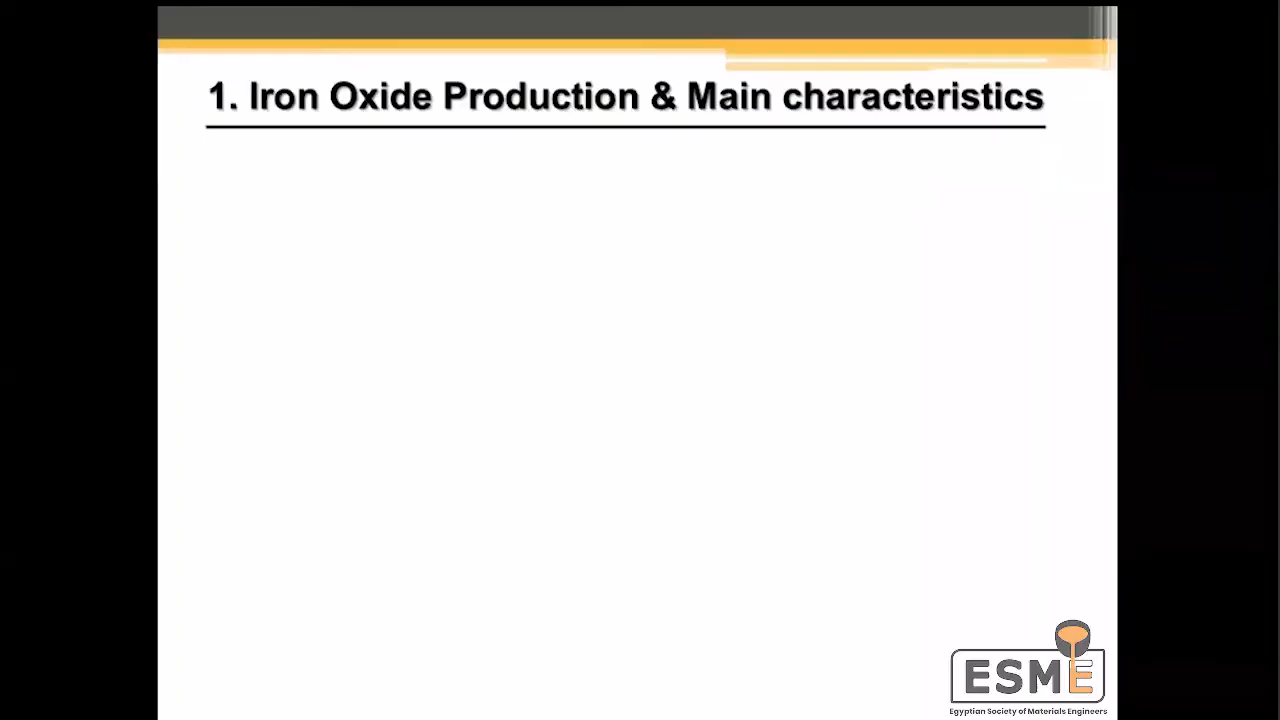 1. Iron Oxide Production & Main characteristics
ESME
Egyptian Society of Materials Engineers